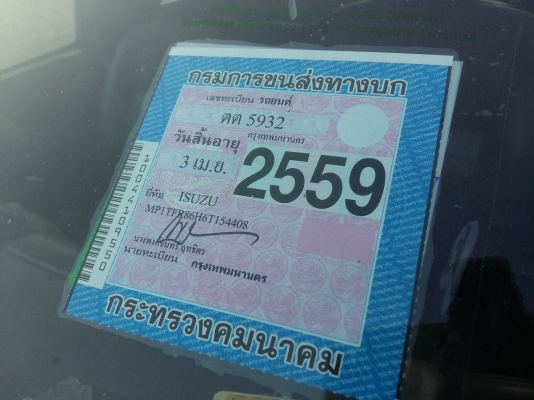 Company Limited
กรมการขนส่งทางบก
เลขทะเบียน รถยนต์
ตต 5932
กรุงเทพมหานคร
วันสิ้นอายุ
3 เม.ย. 2559
ยี่ห้อ ISUZU
MP1TFR86H6T154408
นายทะเบียน กรุงเทพมหานคร
กระทรวงคมนาคม